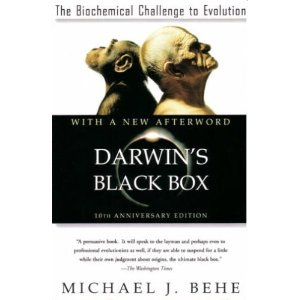 The Biochemical Challenge to Evolution
WITH A NEW AFTERWORD
DARWIN'S
BLACK BOX
10TH ANNIVERSARY EDITION
"A persuasive book. It will speak to the layman and perhaps even to
professional evolutionists as well, if they are able to suspend for a little
while their own judgment about origins, the ultimate black box."
—The Washington Times
MICHAEL J. BEHE